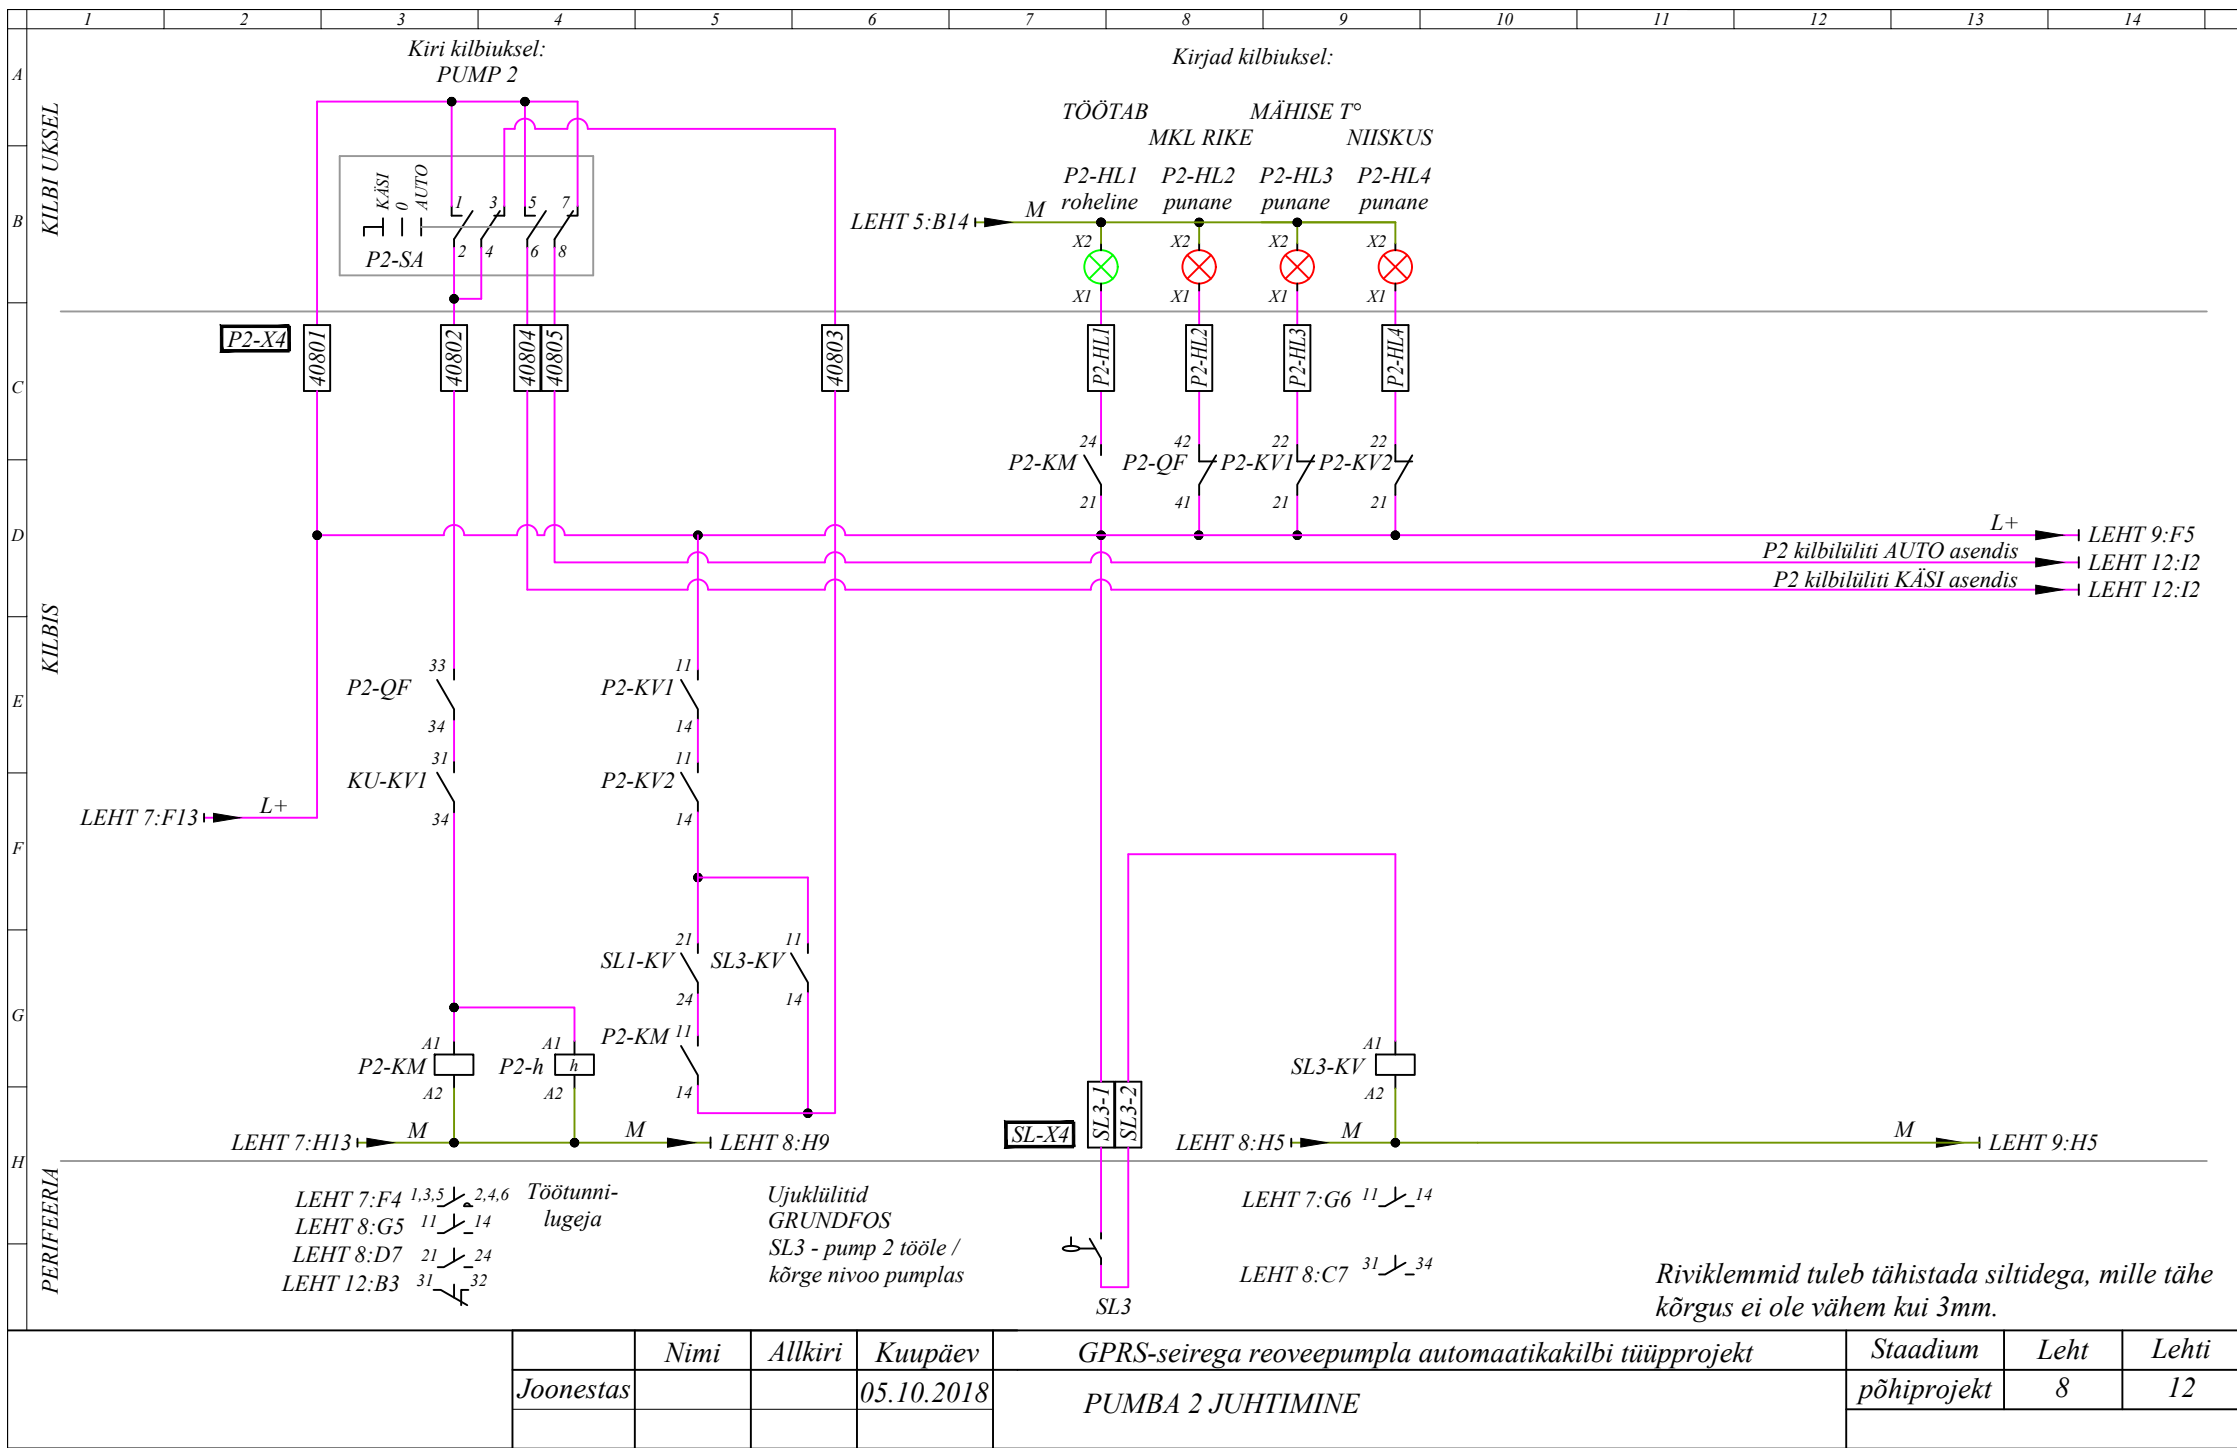 1 2 3 4 5 6 7 8 9 10 11 12 13 14
A
B
C
D
E
F
G
H
KILBI UKSEL
KILBIS
PERIFEERIA
Kiri kilbiuksel:
PUMP 2
Kirjad kilbiuksel:
TÖÖTAB MÄHISE T°
MKL RIKE NIISKUS
P2-HL1 P2-HL2 P2-HL3 P2-HL4
roheline punane punane punane
KÄSI
0
AUTO
1 3 5 7
2 4 6 8
P2-SA
LEHT 5:B14 M
X2 X2 X2 X2
X1 X1 X1 X1
P2-X4 40801 40802 40804 40805 40803 P2-HL1 P2-HL2 P2-HL3 P2-HL4
24 42 22 22
P2-KM P2-QF P2-KV1 P2-KV2
21 41 21 21
L+ LEHT 9:F5
P2 kilbilüliti AUTO asendis LEHT 12:I2
P2 kilbilüliti KÄSI asendis LEHT 12:I2
33 11
P2-QF P2-KV1
34 14
31 11
KU-KV1 P2-KV2
34 14
LEHT 7:F13 L+
21 11
SL1-KV SL3-KV
24 14
P2-KM 11
14
A1 A1 A1
P2-KM P2-h h SL3-KV
A2 A2 A2
SL-X4 SL3-1 SL3-2
LEHT 7:H13 M M LEHT 8:H9
LEHT 8:H5 M M LEHT 9:H5
LEHT 7:F4 1,3,5 2,4,6
LEHT 8:G5 11 14
LEHT 8:D7 21 24
LEHT 12:B3 31 32
Töötunni-
lugeja
Ujuklülitid
GRUNDFOS
SL3 - pump 2 tööle /
kõrge nivoo pumplas
SL3
LEHT 7:G6 11 14
LEHT 8:C7 31 34
Riviklemmid tuleb tähistada siltidega, mille tähe
kõrgus ei ole vähem kui 3mm.
Nimi Allkiri Kuupäev GPRS-seirega reoveepumpla automaatikakilbi tüüpprojekt Staadium Leht Lehti
Joonestas 05.10.2018 PUMBA 2 JUHTIMINE põhiprojekt 8 12